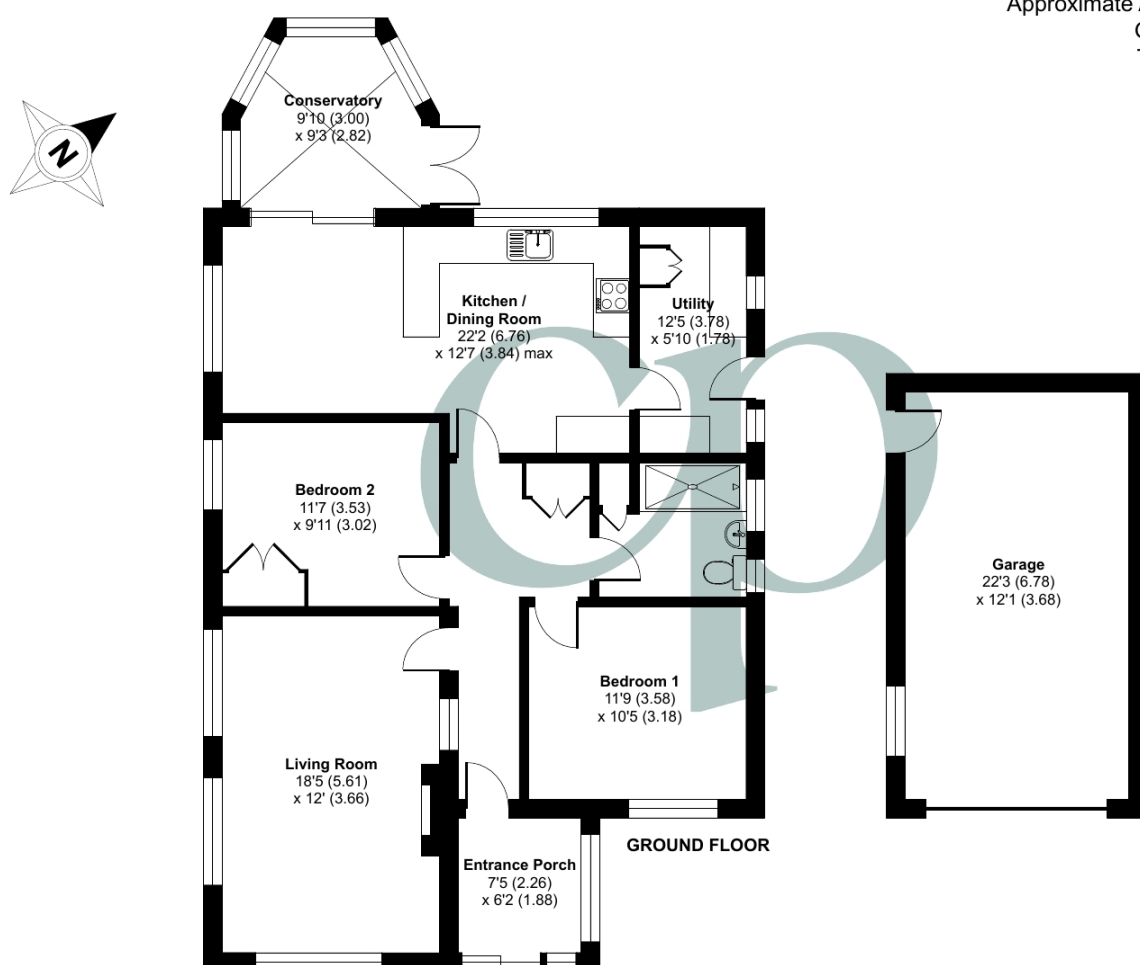 Approximate
Conservatory
9'10 (3.00)
x 9'3 (2.82)
N
Kitchen /
Dining Room
22'2 (6.76)
x 12'7 (3.84) max
Utility
12'5 (3.78)
x 5'10 (1.78)
cp
Bedroom 2
11'7 (3.53)
x 9'11 (3.02)
Garage
22'3 (6.78)
x 12'1 (3.68)
Bedroom 1
11'9 (3.58)
x 10'5 (3.18)
Living Room
18'5 (5.61)
x 12' (3.66)
GROUND FLOOR
Entrance Porch
7'5 (2.26)
x 6'2 (1.88)